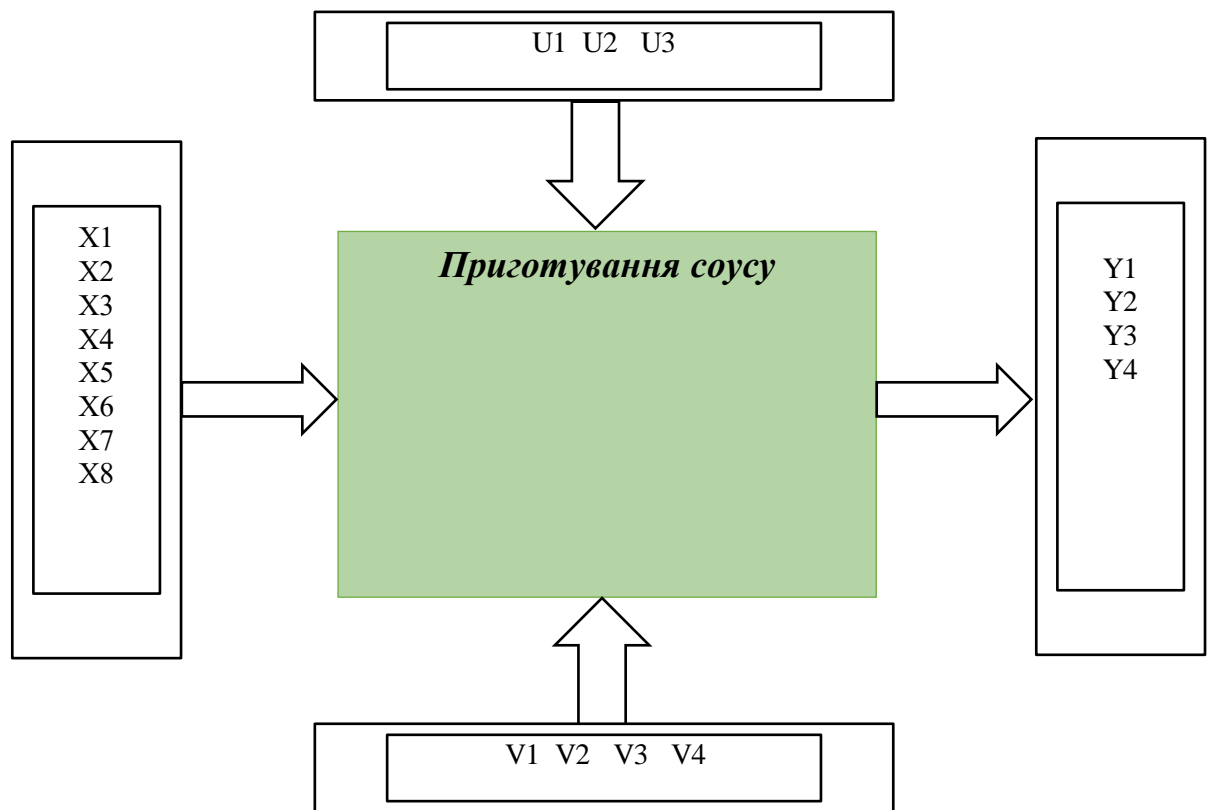 U1 U2 U3
X1
X2
X3
X4
X5
X6
X7
X8
Приготування соусу
Y1
Y2
Y3
Y4
V1 V2 V3 V4